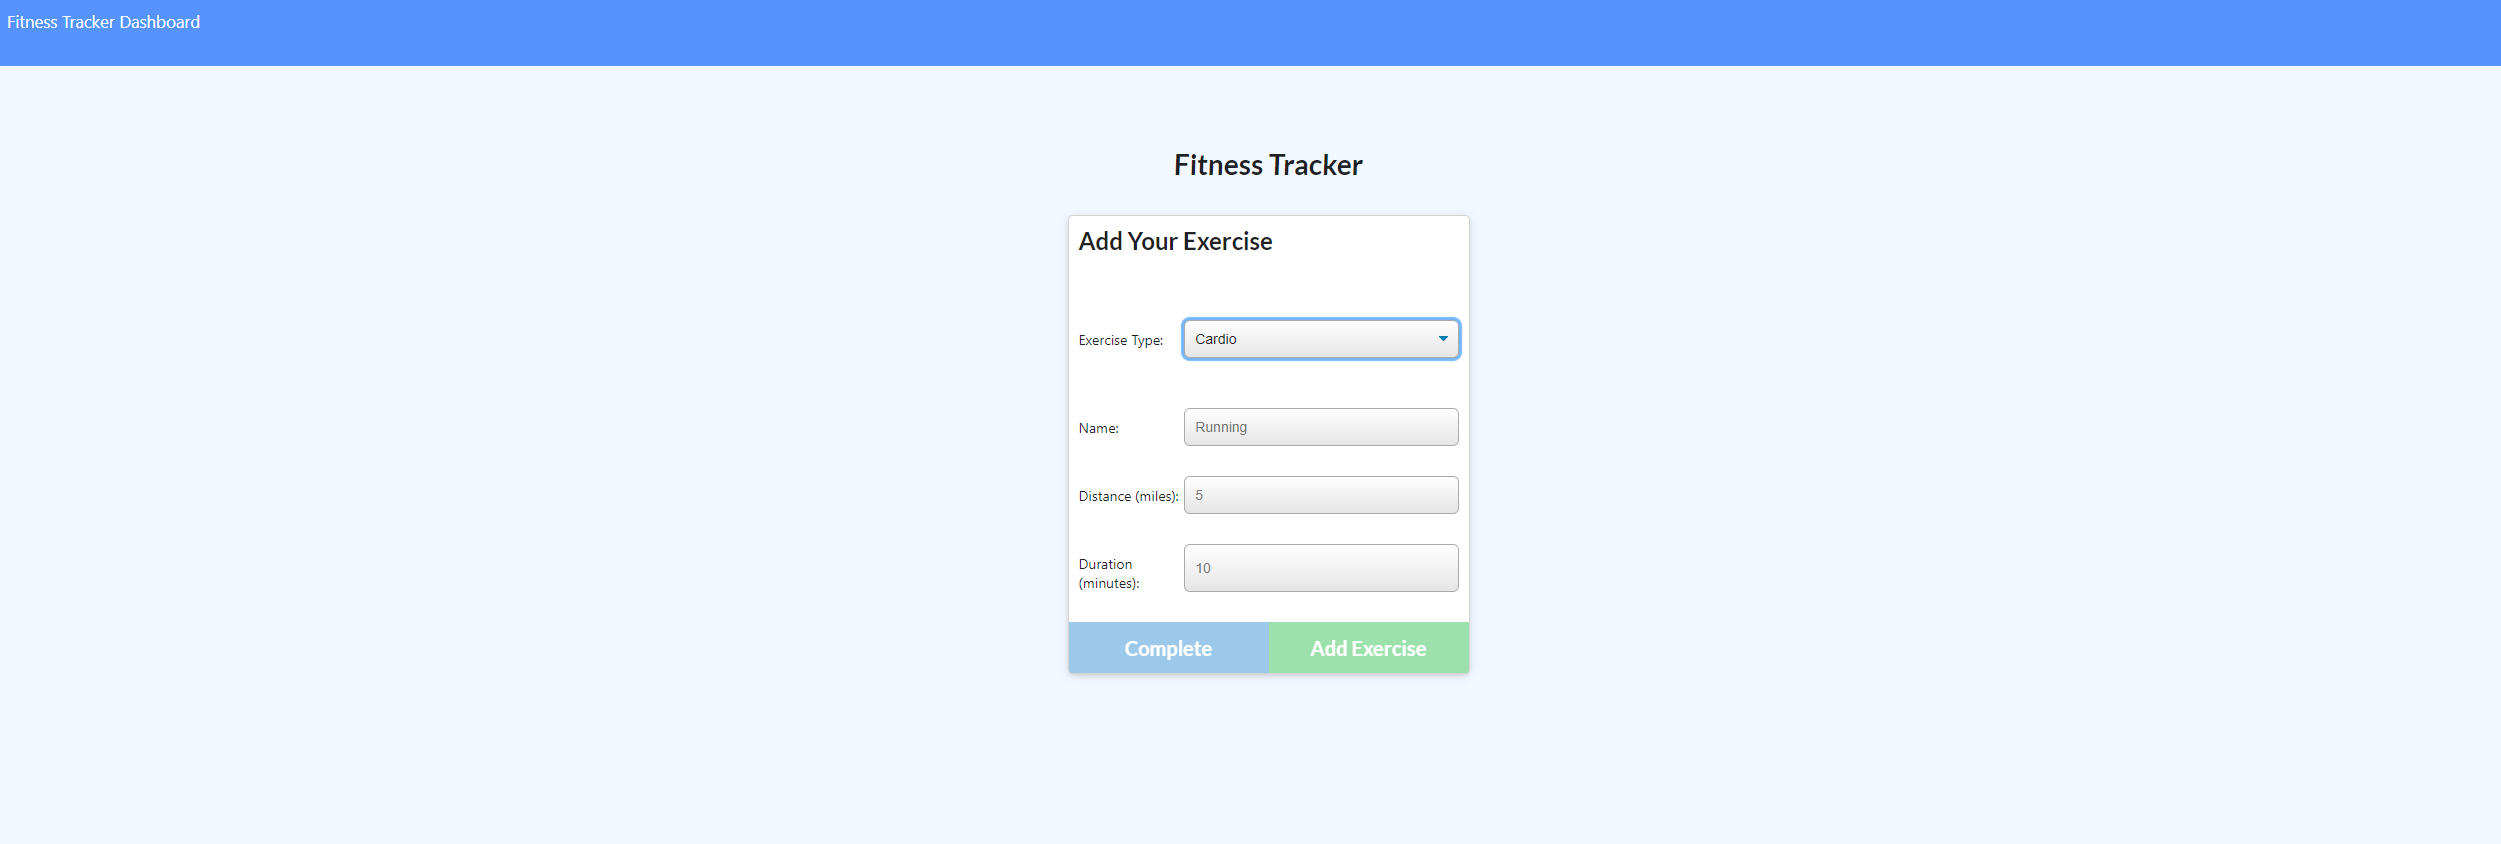 Fitness Tracker Dashboard
Fitness Tracker
Add Your Exercise
Exercise Type: Cardio
Name: Running
Distance (miles): 5
Duration
(minutes): 10
Complete Add Exercise